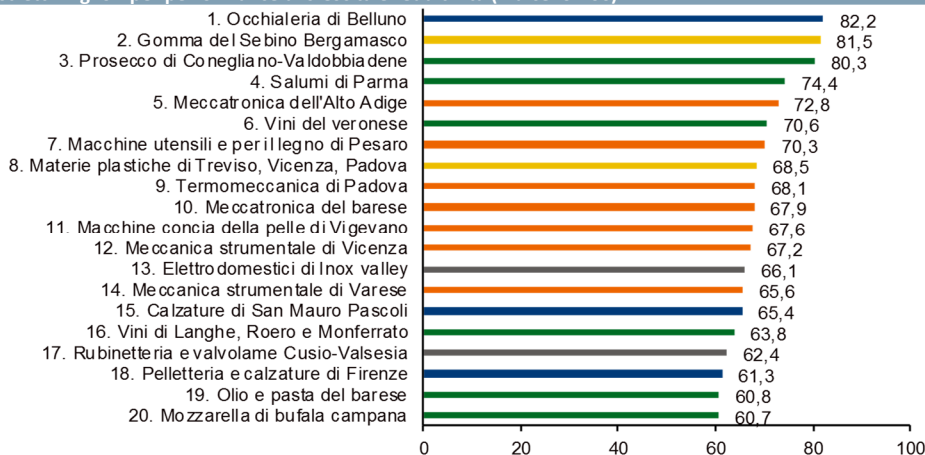 1. Occhialeria di Belluno 82,2
2. Gomma del Sebino Bergamasco 81,5
3. Prosecco di Conegliano-Valdobbiadene 80,3
4. Salumi di Parma 74,4
5. Meccatronica dell'Alto Adige 72,8
6. Vini del veronese 70,6
7. Macchine utensili e per il legno di Pesaro 70,3
8. Materie plastiche di Treviso, Vicenza, Padova 68,5
9. Termomeccanica di Padova 68,1
10. Meccatronica del barese 67,9
11. Macchine concia della pelle di Vigevano 67,6
12. Meccanica strumentale di Vicenza 67,2
13. Elettrodomestici di Inox valley 66,1
14. Meccanica strumentale di Varese 65,6
15. Calzature di San Mauro Pascoli 65,4
16. Vini di Langhe, Roero e Monferrato 63,8
17. Rubinetteria e valvolame Cusio-Valsesia 62,4
18. Pelletteria e calzature di Firenze 61,3
19. Olio e pasta del barese 60,8
20. Mozzarella di bufala campana 60,7
0 20 40 60 80 100